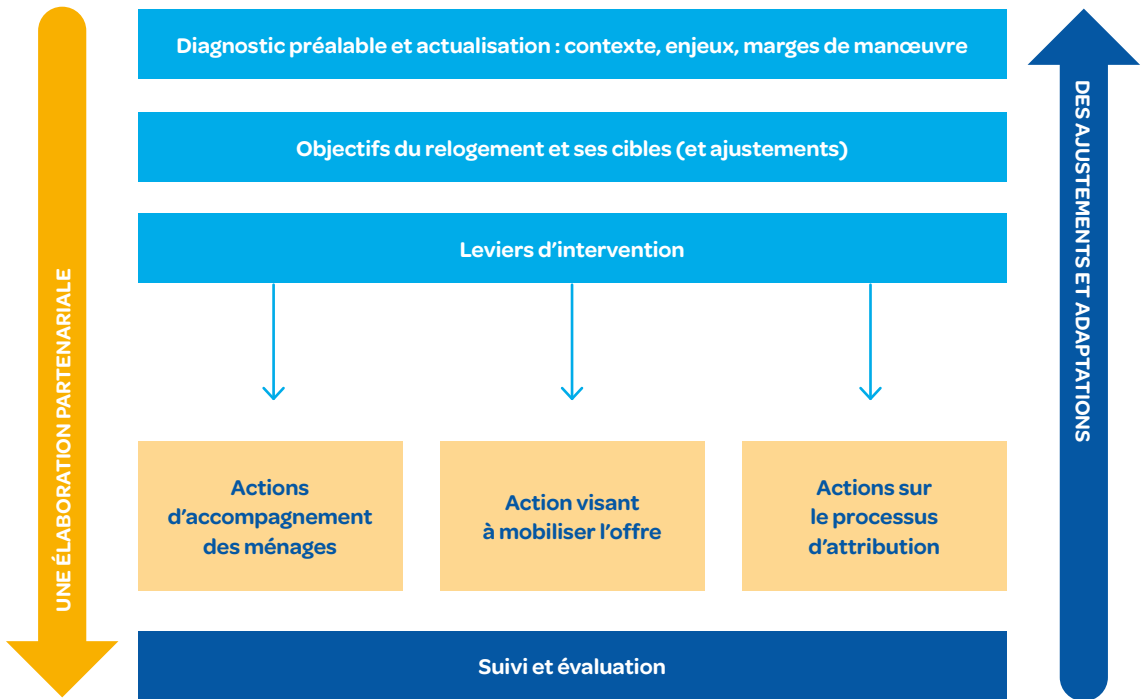 Diagnostic préalable et actualisation : contexte, enjeux, marges de manœuvre
Objectifs du relogement et ses cibles (et ajustements)
Leviers d’intervention
UNE ÉLABORATION PARTENARIALE
DES AJUSTEMENTS ET ADAPTATIONS
Actions
d’accompagnement
des ménages
Action visant
à mobiliser l’offre
Actions sur
le processus
d’attribution
Suivi et évaluation